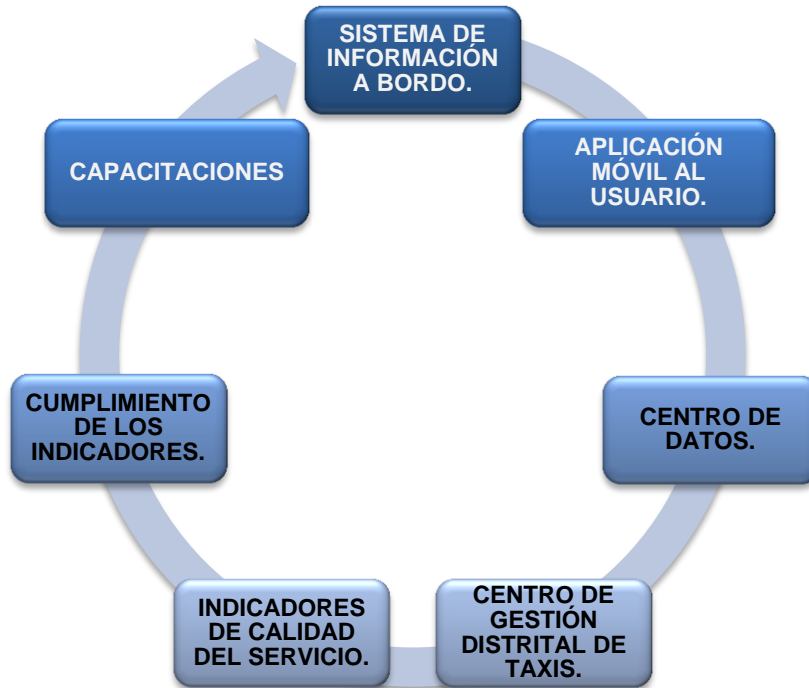 SISTEMA DE
INFORMACIÓN
A BORDO.
APLICACIÓN
MÓVIL AL
USUARIO.
CENTRO DE
DATOS.
CENTRO DE
GESTIÓN
DISTRITAL DE
TAXIS.
INDICADORES
DE CALIDAD
DEL SERVICIO.
CUMPLIMIENTO
DE LOS
INDICADORES.
CAPACITACIONES